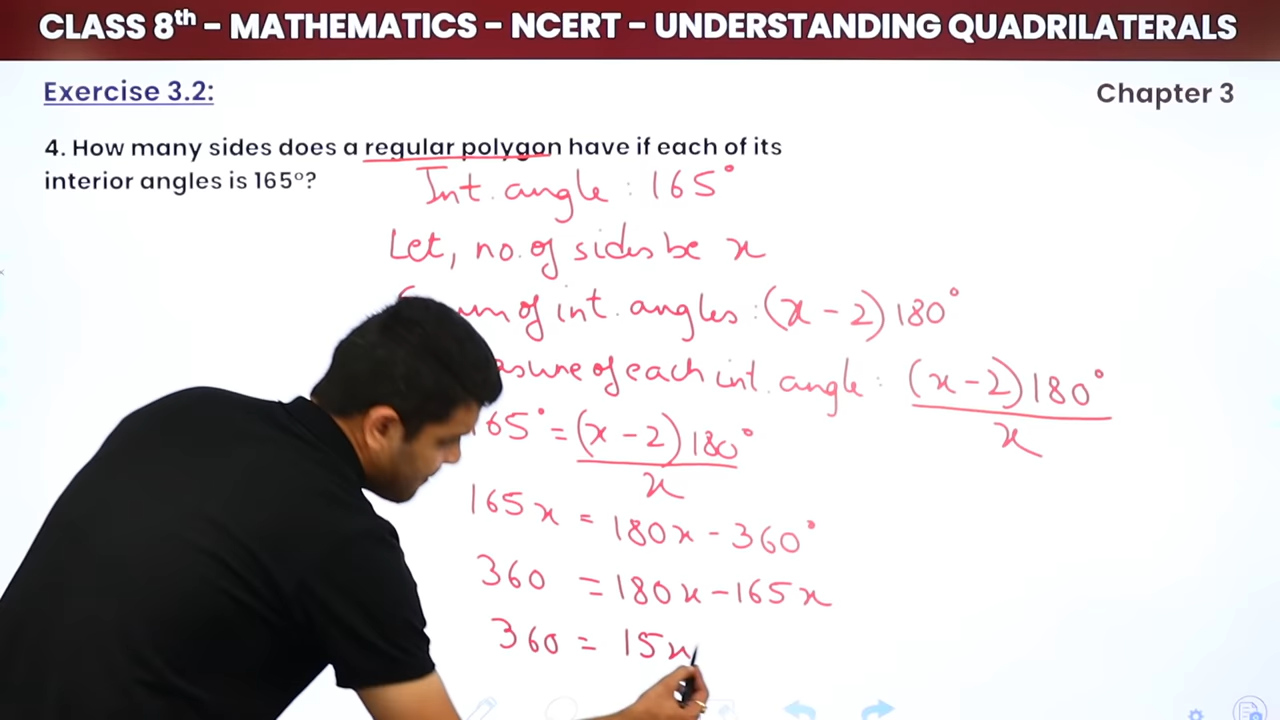 CLASS 8th - MATHEMATICS - NCERT - UNDERSTANDING QUADRILATERALS
Exercise 3.2:
Chapter 3
4. How many sides does a regular polygon have if each of its
interior angles is 165°?
Int. angle : 165°
Let, no. of sides be x
of int. angles : (x - 2) 180°
of each int. angle : (x - 2) 180° / x
165° = (x - 2) 180° / x
165x = 180x - 360°
360 = 180x - 165x
360 = 15x